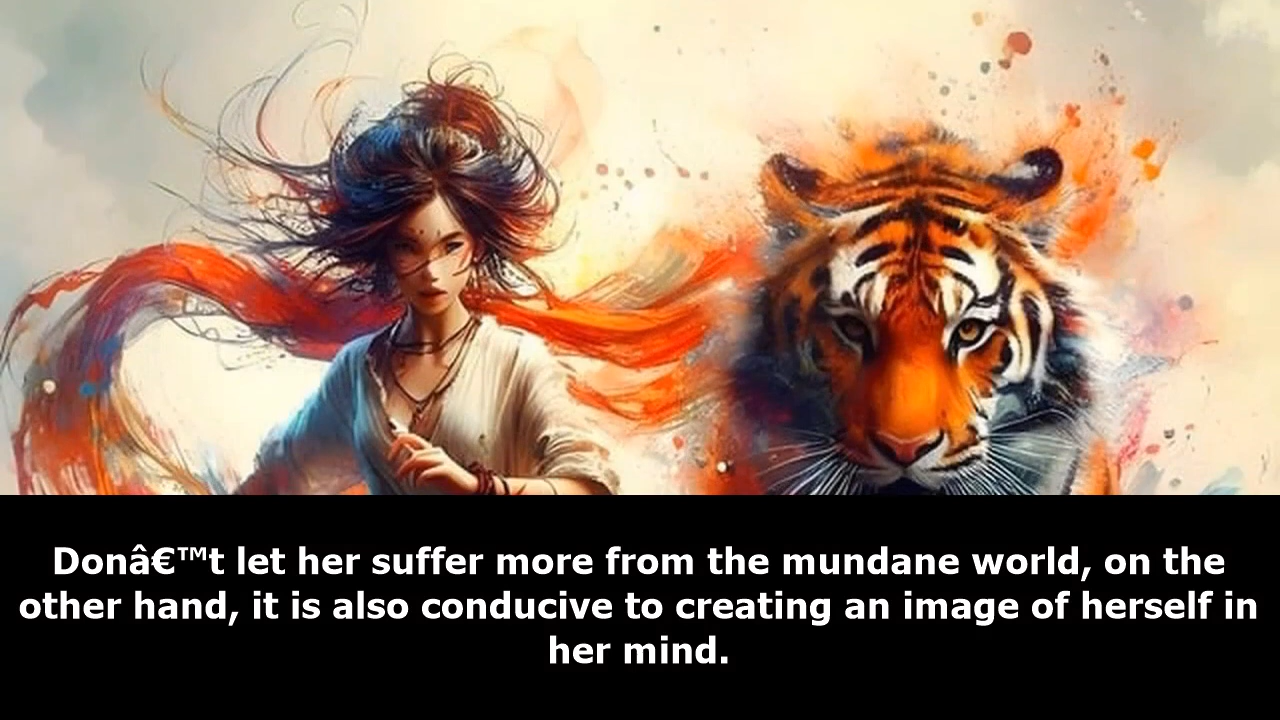 Donâ€™t let her suffer more from the mundane world, on the
other hand, it is also conducive to creating an image of herself in
her mind.